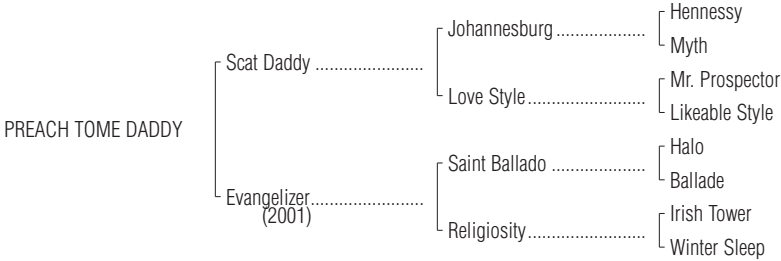 Hennessy
Johannesburg ...................
Myth
Scat Daddy .......................
Mr. Prospector
Love Style.........................
Likeable Style
PREACH TOME DADDY
Halo
Saint Ballado ....................
Ballade
Evangelizer........................
(2001)
Irish Tower
Religiosity.........................
Winter Sleep